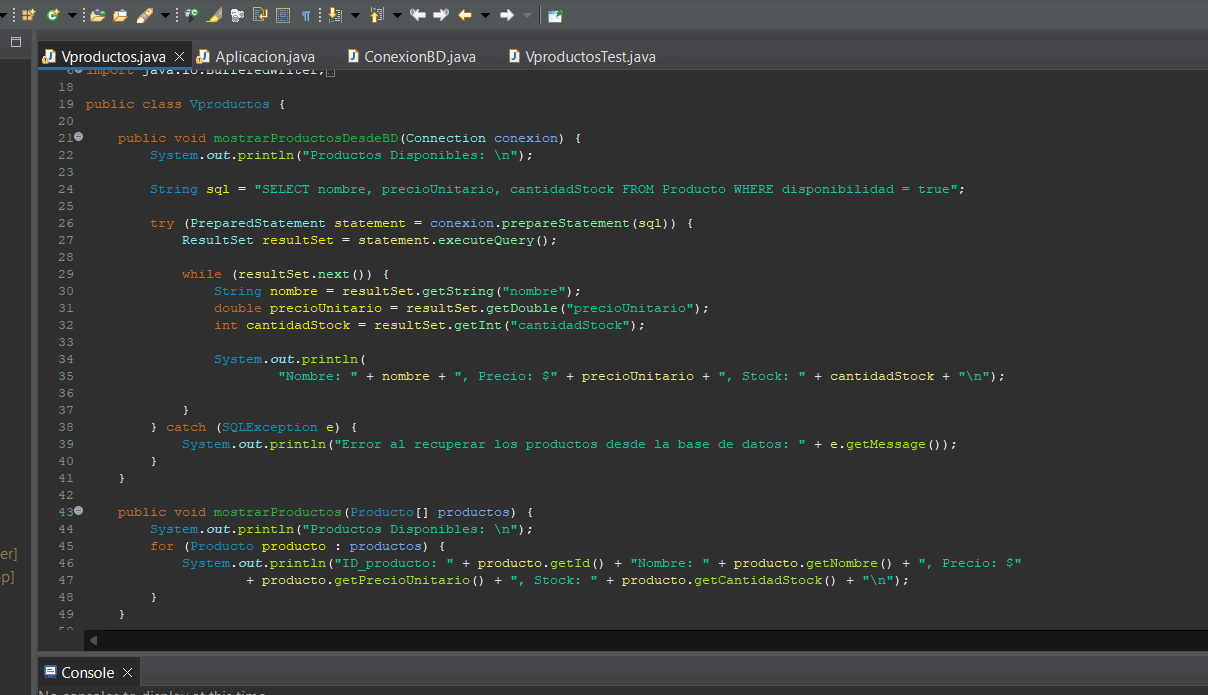 Vproductos.java
Aplicacion.java
ConexionBD.java
VproductosTest.java
6 import java.io.BufferedWriter;
18
19 public class Vproductos {
20
21 public void mostrarProductosDesdeBD(Connection conexion) {
22 System.out.println("Productos Disponibles: \n");
23
24 String sql = "SELECT nombre, precioUnitario, cantidadStock FROM Producto WHERE disponibilidad = true";
25
26 try (PreparedStatement statement = conexion.prepareStatement(sql)) {
27 ResultSet resultSet = statement.executeQuery();
28
29 while (resultSet.next()) {
30 String nombre = resultSet.getString("nombre");
31 double precioUnitario = resultSet.getDouble("precioUnitario");
32 int cantidadStock = resultSet.getInt("cantidadStock");
33
34 System.out.println(
35 "Nombre: " + nombre + ", Precio: $" + precioUnitario + ", Stock: " + cantidadStock + "\n");
36
37 }
38 } catch (SQLException e) {
39 System.out.println("Error al recuperar los productos desde la base de datos: " + e.getMessage());
40 }
41 }
42
43 public void mostrarProductos(Producto[] productos) {
44 System.out.println("Productos Disponibles: \n");
45 for (Producto producto : productos) {
er]
46 System.out.println("ID_producto: " + producto.getId() + "Nombre: " + producto.getNombre() + ", Precio: $"
p]
47 + producto.getPrecioUnitario() + ", Stock: " + producto.getCantidadStock() + "\n");
48 }
49 }
50
Console
No consoles to display at this time.